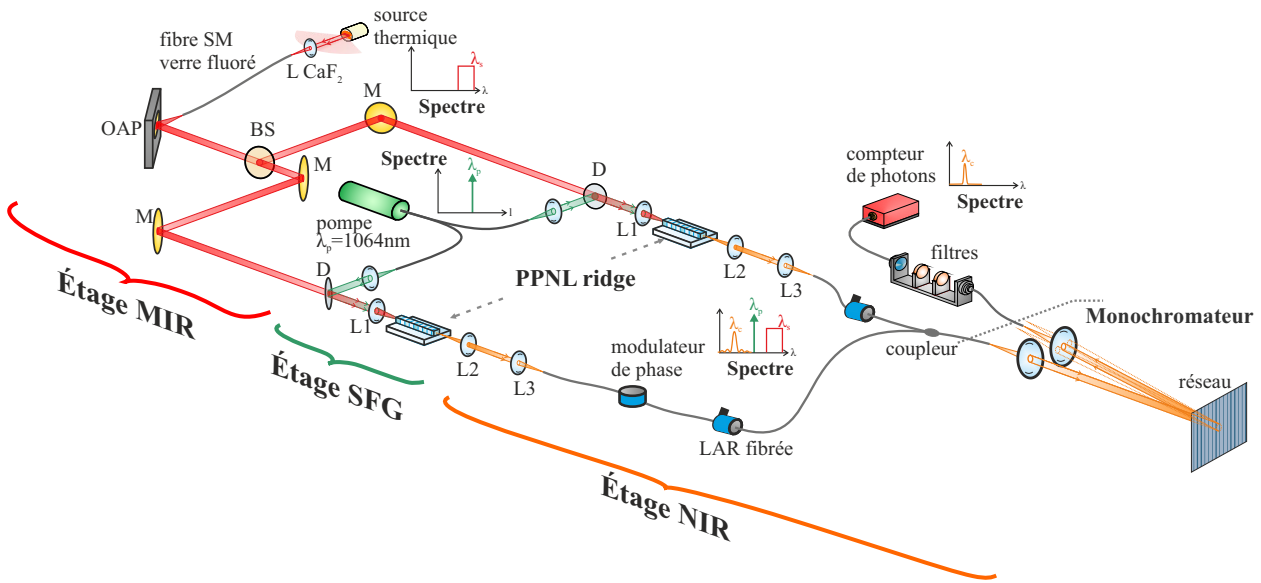 source
thermique
fibre SM
verre fluoré
L CaF₂
λs
λ
Spectre
M
OAP
BS
M
Spectre
λp
l
D
compteur
de photons
λc
λ
Spectre
M
pompe
λp=1064nm
L1
L2
L3
filtres
D
PPNL ridge
Monochromateur
Étage MIR
L1
L2
L3
λc
λp
λs
λ
Spectre
modulateur
de phase
coupleur
réseau
Étage SFG
LAR fibrée
Étage NIR